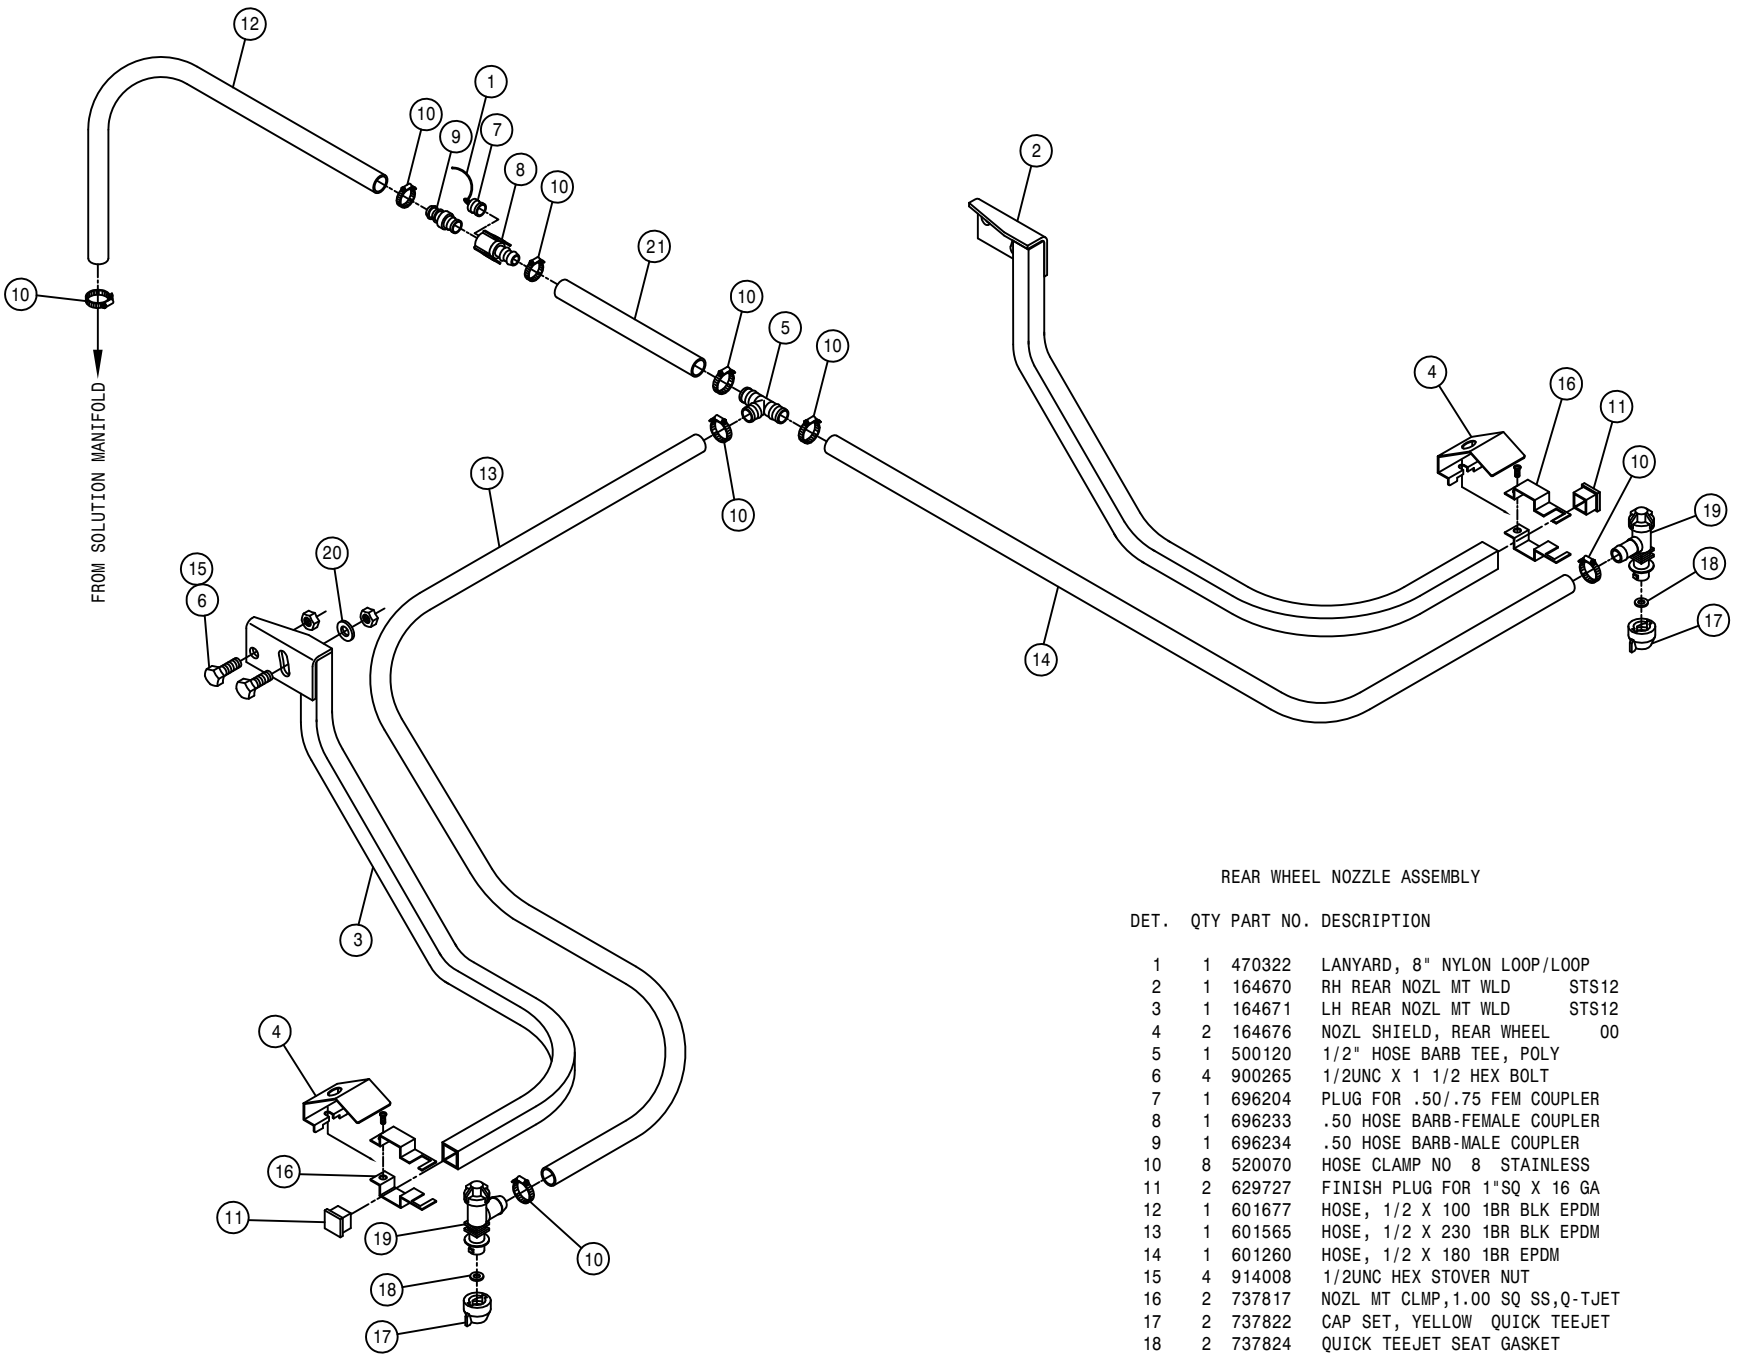 12
1
10
9
7
8
10
2
21
10
10
5
10
FROM SOLUTION MANIFOLD
4
16
11
13
10
10
19
20
15
6
18
17
14
3
4
16
11
19
10
18
17
REAR WHEEL NOZZLE ASSEMBLY
DET. QTY PART NO. DESCRIPTION
1 1 470322 LANYARD, 8" NYLON LOOP/LOOP
2 1 164670 RH REAR NOZL MT WLD STS12
3 1 164671 LH REAR NOZL MT WLD STS12
4 2 164676 NOZL SHIELD, REAR WHEEL 00
5 1 500120 1/2" HOSE BARB TEE, POLY
6 4 900265 1/2UNC X 1 1/2 HEX BOLT
7 1 696204 PLUG FOR .50/.75 FEM COUPLER
8 1 696233 .50 HOSE BARB-FEMALE COUPLER
9 1 696234 .50 HOSE BARB-MALE COUPLER
10 8 520070 HOSE CLAMP NO 8 STAINLESS
11 2 629727 FINISH PLUG FOR 1"SQ X 16 GA
12 1 601677 HOSE, 1/2 X 100 1BR BLK EPDM
13 1 601565 HOSE, 1/2 X 230 1BR BLK EPDM
14 1 601260 HOSE, 1/2 X 180 1BR EPDM
15 4 914008 1/2UNC HEX STOVER NUT
16 2 737817 NOZL MT CLMP,1.00 SQ SS,Q-TJET
17 2 737822 CAP SET, YELLOW QUICK TEEJET
18 2 737824 QUICK TEEJET SEAT GASKET